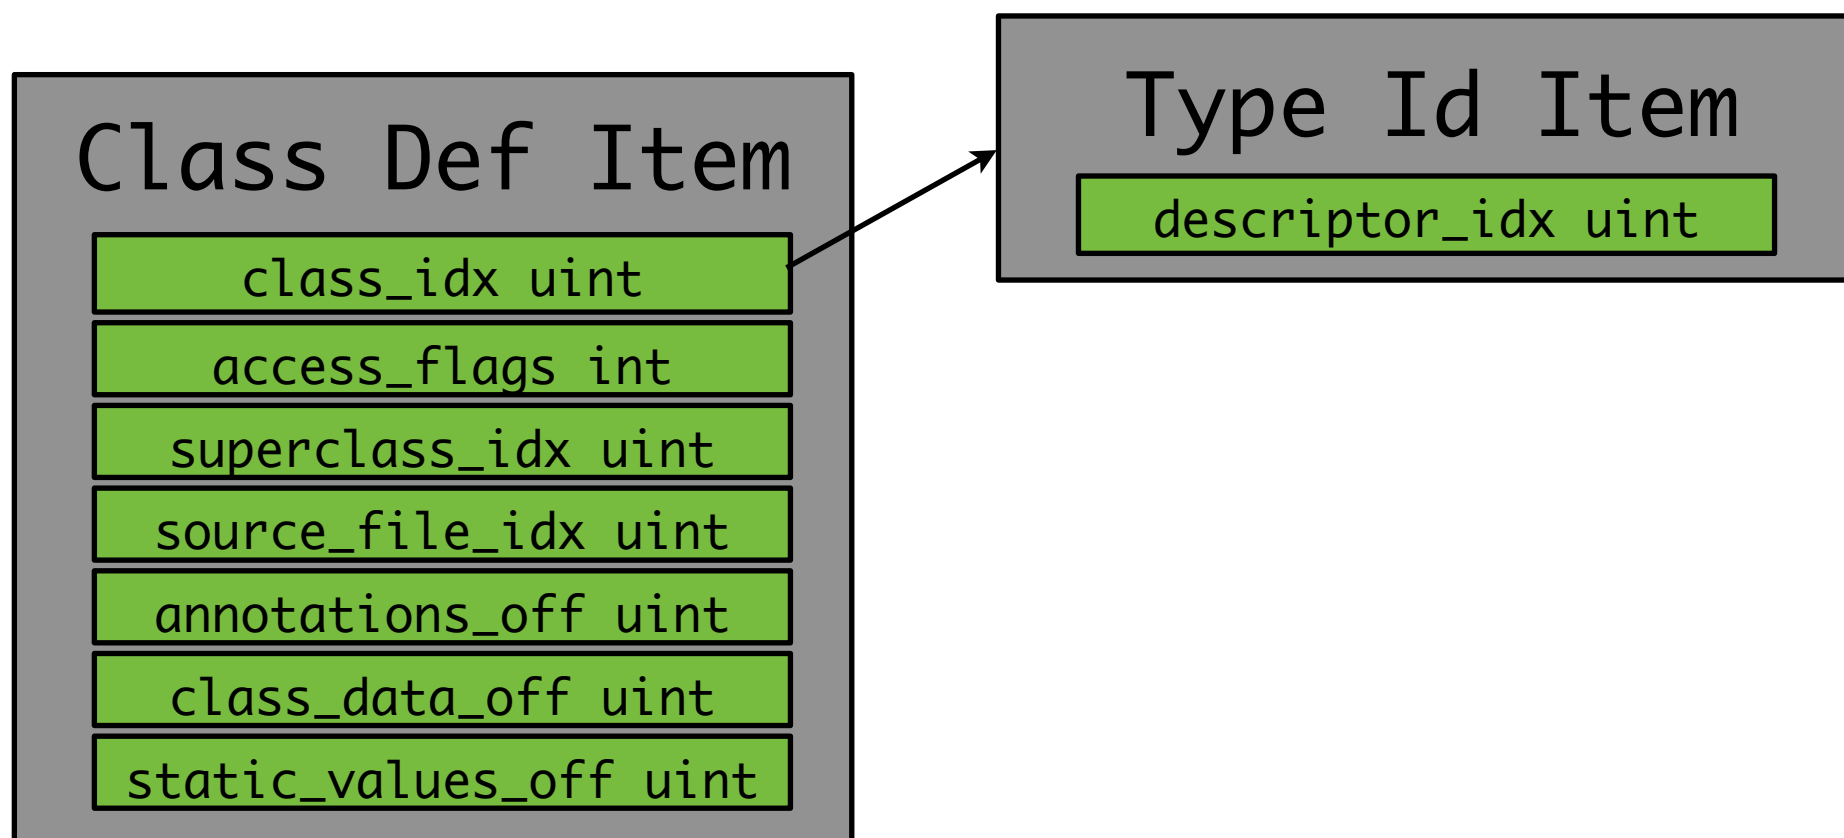 Class Def Item
class_idx uint
access_flags int
superclass_idx uint
source_file_idx uint
annotations_off uint
class_data_off uint
static_values_off uint
Type Id Item
descriptor_idx uint